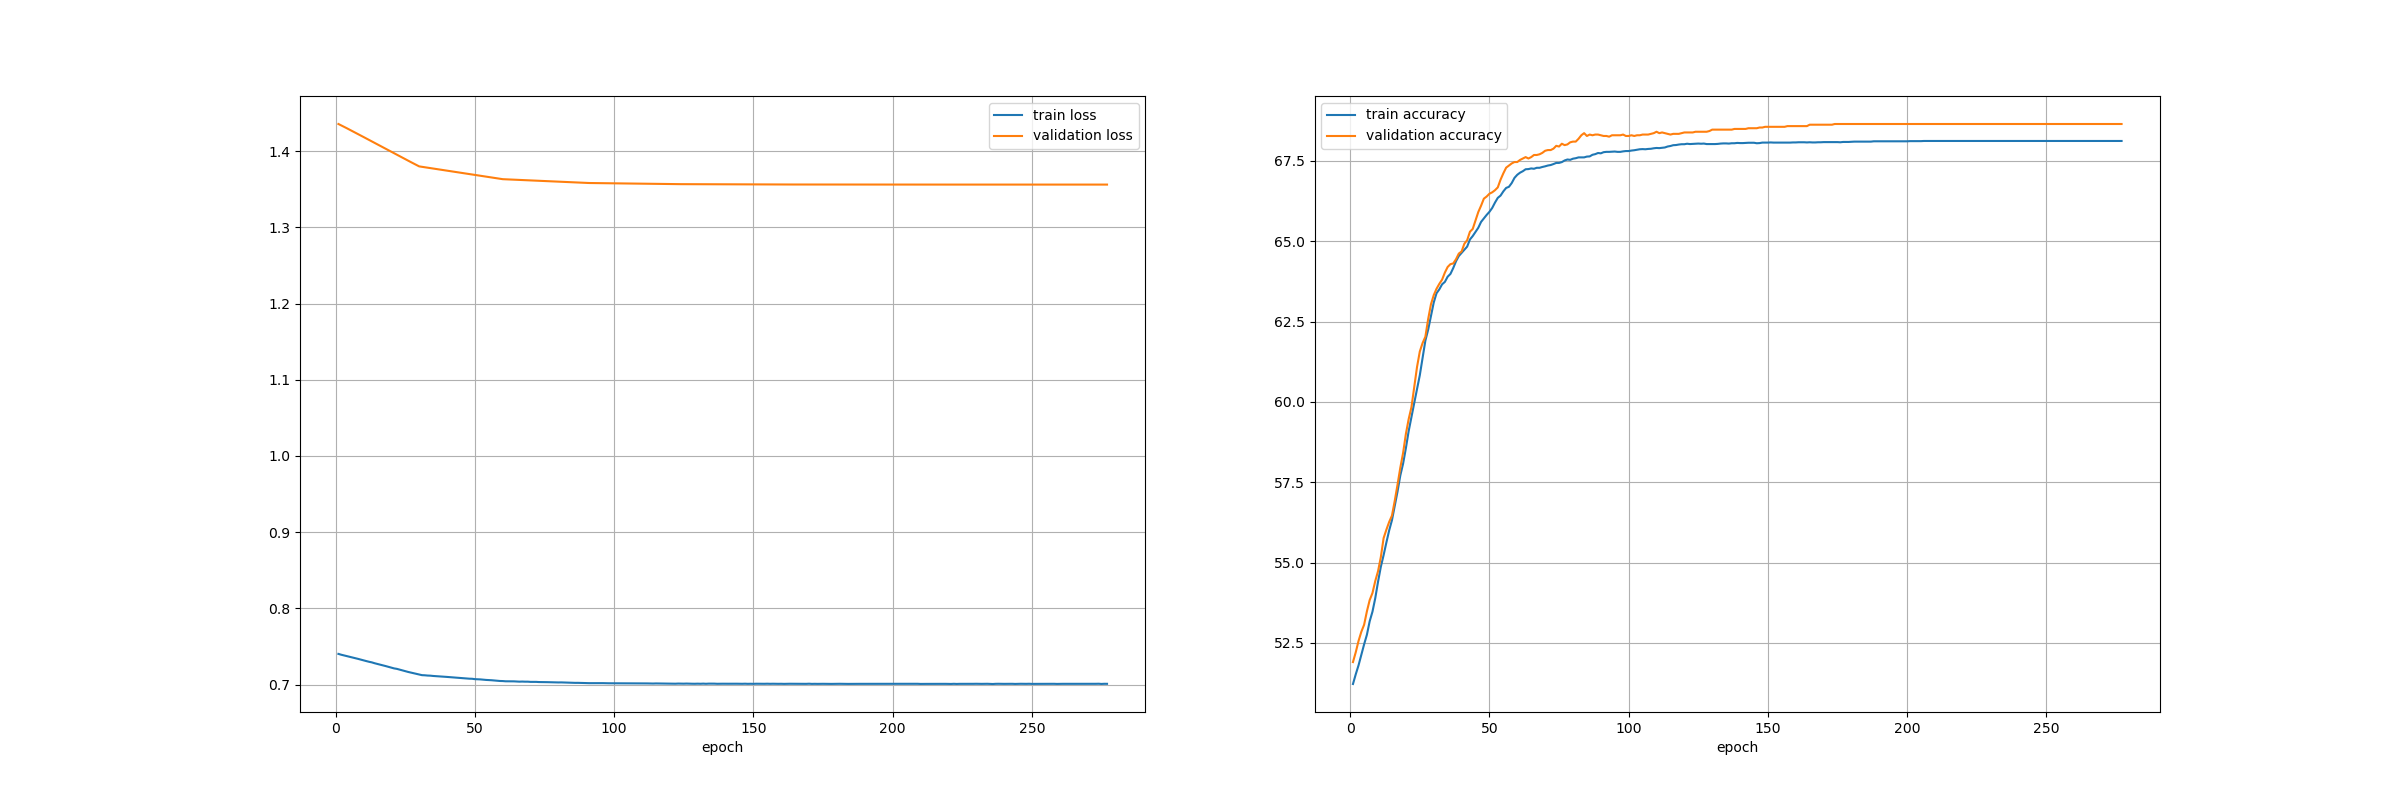 train loss
validation loss
1.4
1.3
1.2
1.1
1.0
0.9
0.8
0.7
0 50 100 150 200 250
epoch
train accuracy
validation accuracy
67.5
65.0
62.5
60.0
57.5
55.0
52.5
0 50 100 150 200 250
epoch